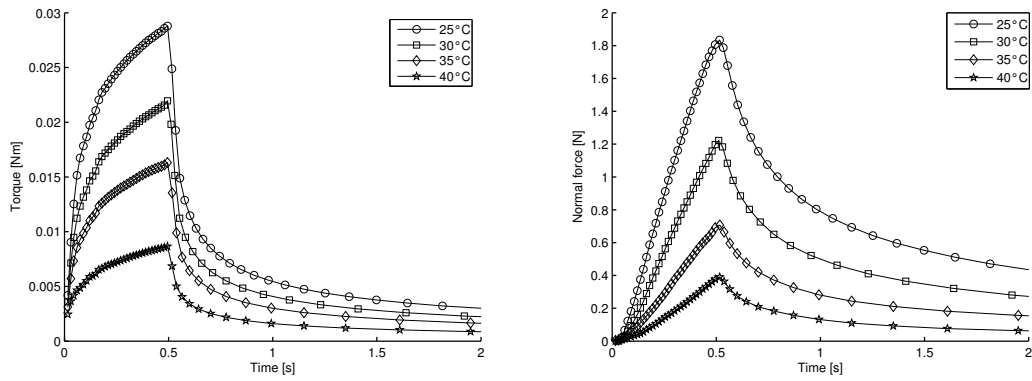 0.03
0.025
0.02
0.015
0.01
0.005
0
Torque [Nm]
0 0.5 1 1.5 2
Time [s]
25°C
30°C
35°C
40°C
2
1.8
1.6
1.4
1.2
1
0.8
0.6
0.4
0.2
0
Normal force [N]
0 0.5 1 1.5 2
Time [s]
25°C
30°C
35°C
40°C